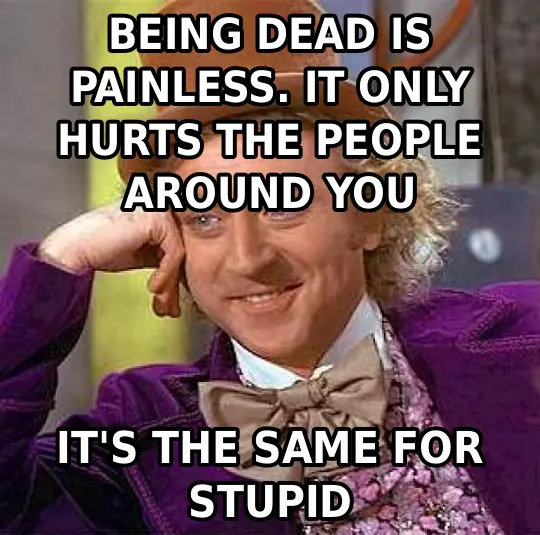 BEING DEAD IS
PAINLESS. IT ONLY
HURTS THE PEOPLE
AROUND YOU
IT'S THE SAME FOR
STUPID